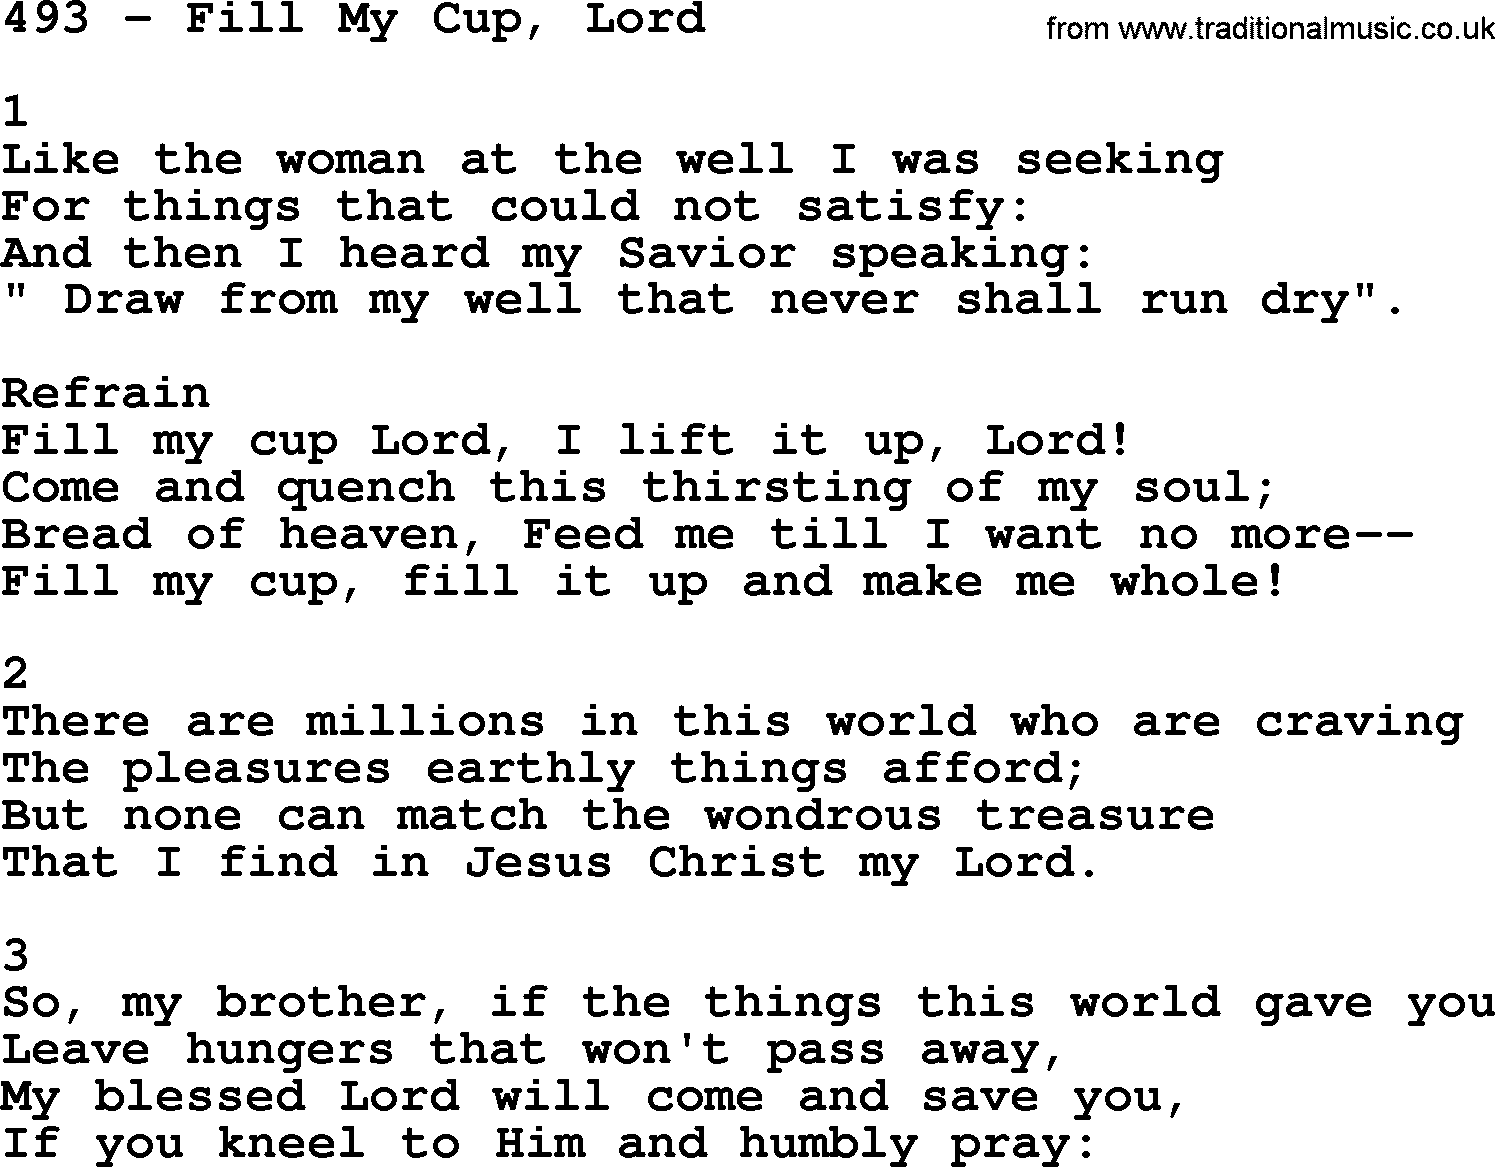 493 - Fill My Cup, Lord
from www.traditionalmusic.co.uk
1
Like the woman at the well I was seeking
For things that could not satisfy:
And then I heard my Savior speaking:
" Draw from my well that never shall run dry".
Refrain
Fill my cup Lord, I lift it up, Lord!
Come and quench this thirsting of my soul;
Bread of heaven, Feed me till I want no more--
Fill my cup, fill it up and make me whole!
2
There are millions in this world who are craving
The pleasures earthly things afford;
But none can match the wondrous treasure
That I find in Jesus Christ my Lord.
3
So, my brother, if the things this world gave you
Leave hungers that won't pass away,
My blessed Lord will come and save you,
If you kneel to Him and humbly pray: